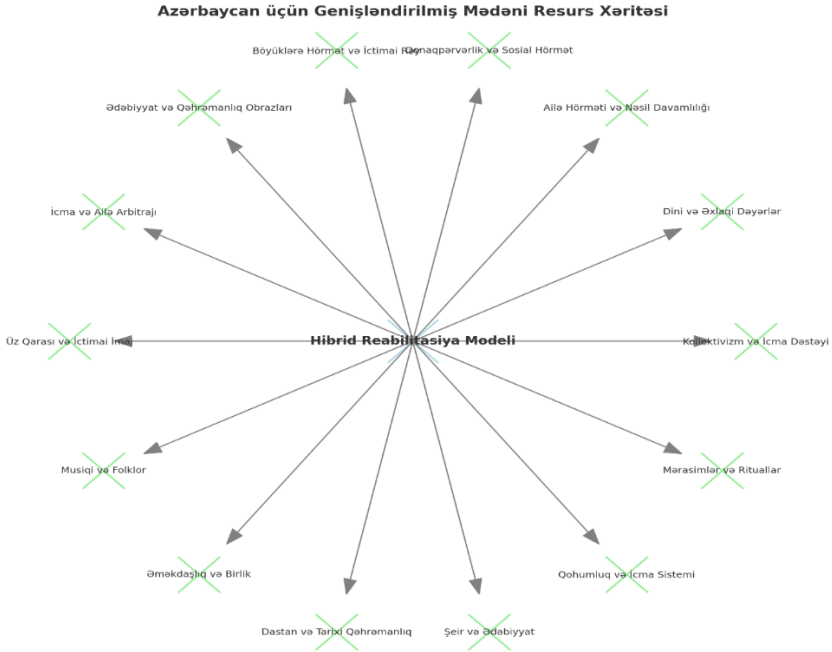 Azərbaycan üçün Genişləndirilmiş Mədəni Resurs Xəritəsi
Böyüklərə Hörmət və İctimai Rəy
Qonaqpərvərlik və Sosial Hörmət
Ədəbiyyat və Qəhrəmanlıq Obrazları
Ailə Hörməti və Nəsil Davamlılığı
İcma və Ailə Arbitrajı
Dini və Əxlaqi Dəyərlər
Üz Qarası və İctimai İmaj
Hibrid Reabilitasiya Modeli
Kollektivizm və İcma Dəstəyi
Musiqi və Folklor
Mərasimlər və Rituallar
Əməkdaşlıq və Birlik
Qohumluq və İcma Sistemi
Dastan və Tarixi Qəhrəmanlıq
Şeir və Ədəbiyyat